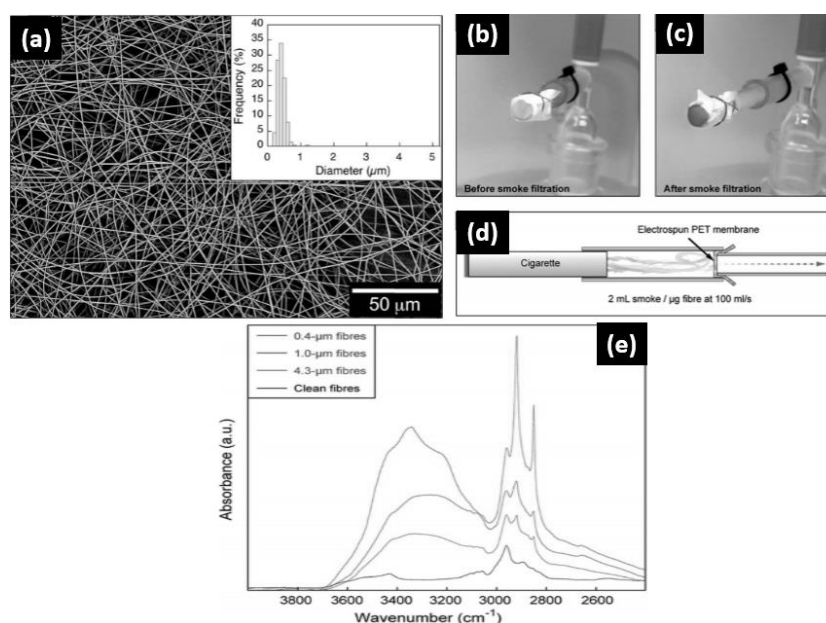 (a)
Frequency (%)
40
35
30
25
20
15
10
5
0
0 1 2 3 4 5
Diameter (µm)
50 µm
(b)
Before smoke filtration
(c)
After smoke filtration
(d)
Electrospun PET membrane
Cigarette
2 mL smoke / µg fibre at 100 ml/s
(e)
0.4-µm fibres
1.0-µm fibres
4.3-µm fibres
Clean fibres
Absorbance (a.u.)
3800 3600 3400 3200 3000 2800 2600
Wavenumber (cm⁻¹)